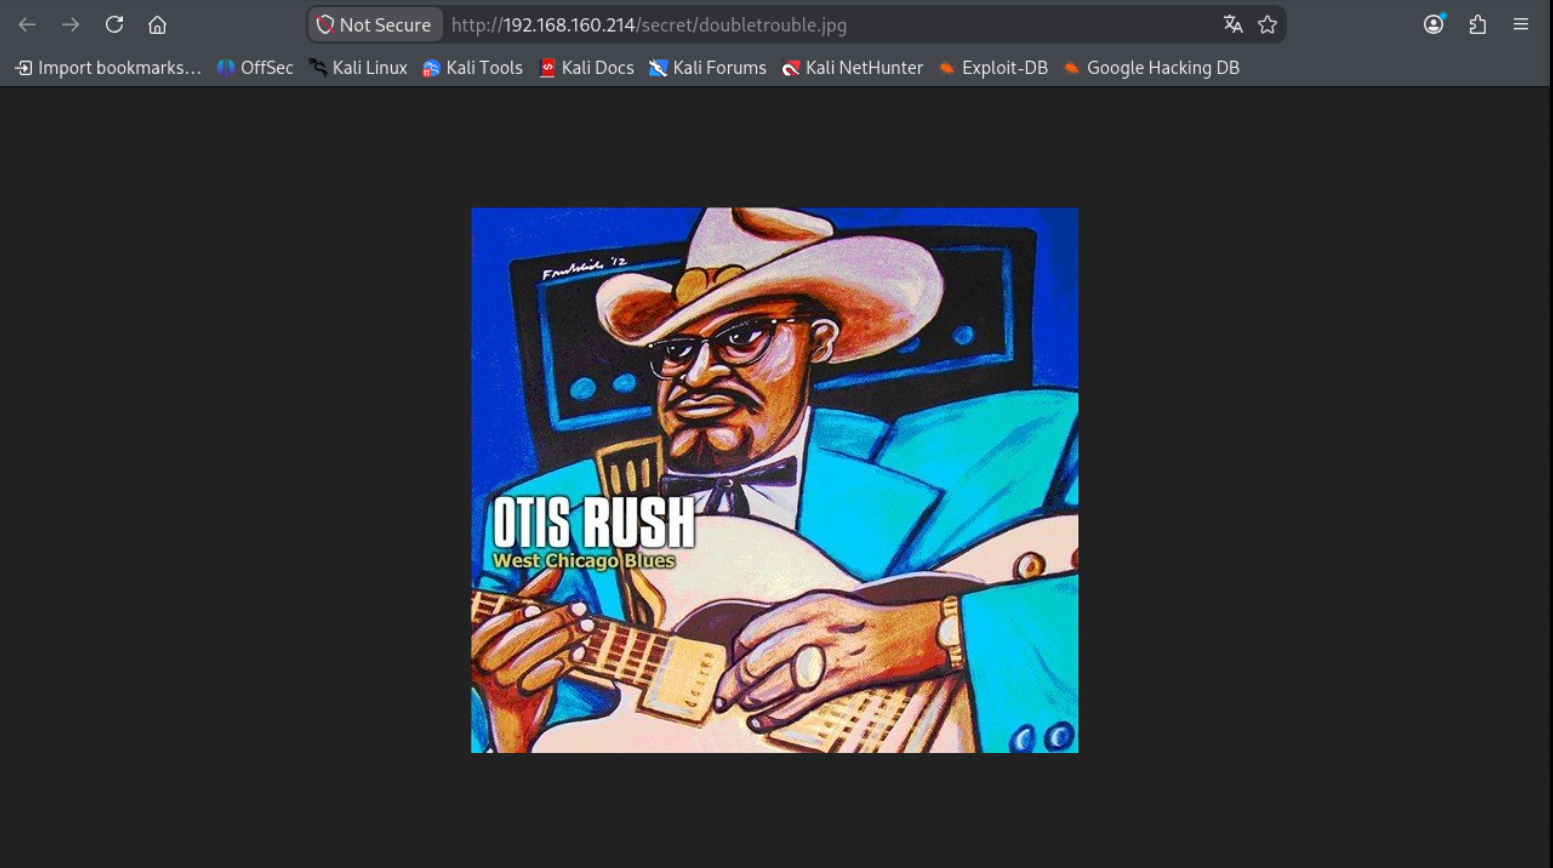 Not Secure
http://192.168.160.214/secret/doubletrouble.jpg
Import bookmarks... OffSec Kali Linux Kali Tools Kali Docs Kali Forums Kali NetHunter Exploit-DB Google Hacking DB
'12
OTIS RUSH
West Chicago Blues